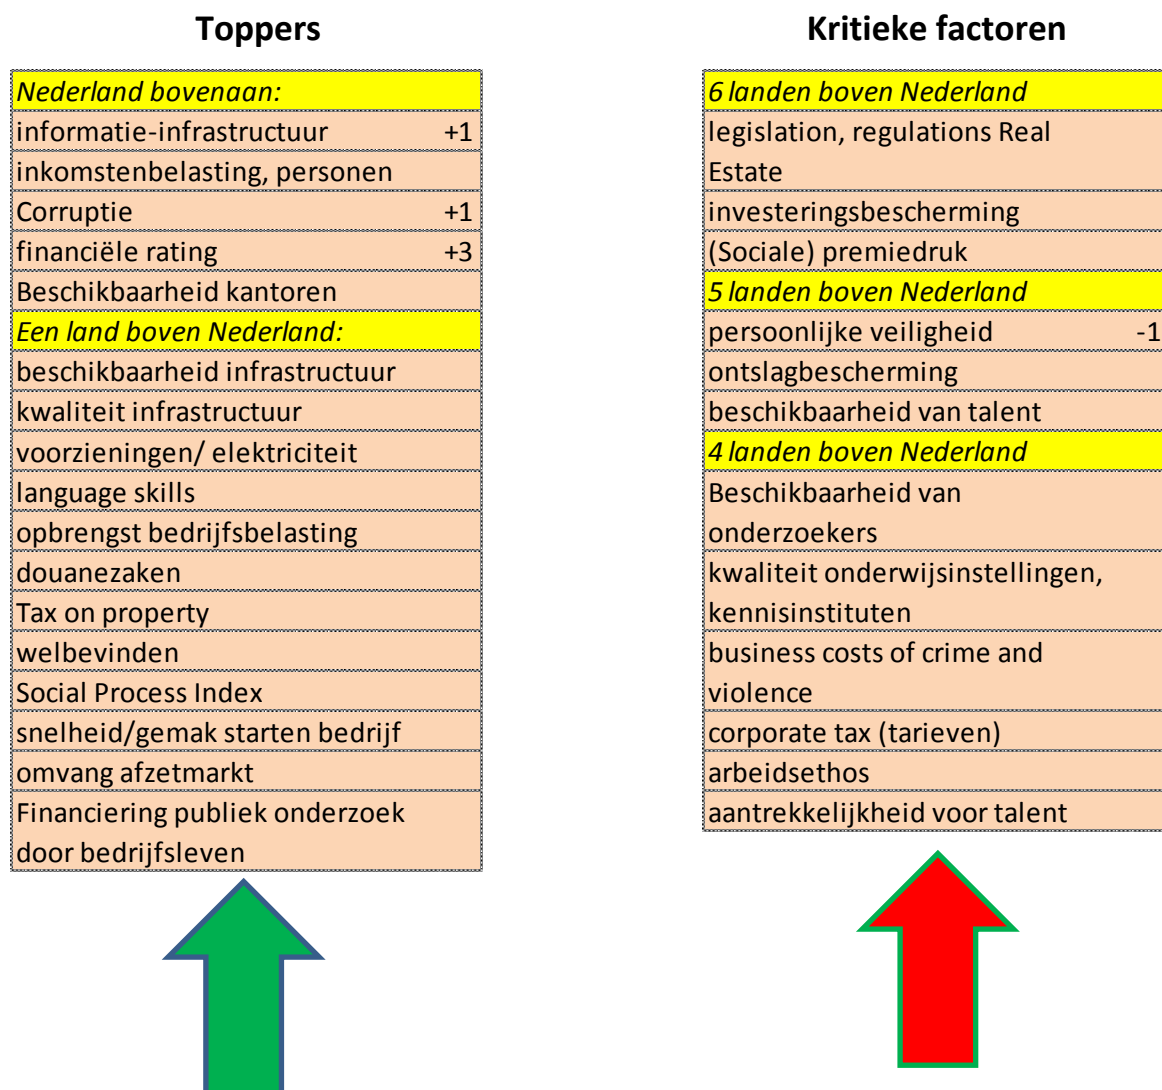 Toppers
Nederland bovenaan:
informatie-infrastructuur +1
inkomstenbelasting, personen
Corruptie +1
financiële rating +3
Beschikbaarheid kantoren
Een land boven Nederland:
beschikbaarheid infrastructuur
kwaliteit infrastructuur
voorzieningen/ elektriciteit
language skills
opbrengst bedrijfsbelasting
douanezaken
Tax on property
welbevinden
Social Process Index
snelheid/gemak starten bedrijf
omvang afzetmarkt
Financiering publiek onderzoek
door bedrijfsleven
Kritieke factoren
6 landen boven Nederland
legislation, regulations Real
Estate
investeringsbescherming
(Sociale) premiedruk
5 landen boven Nederland
persoonlijke veiligheid -1
ontslagbescherming
beschikbaarheid van talent
4 landen boven Nederland
Beschikbaarheid van
onderzoekers
kwaliteit onderwijsinstellingen,
kennisinstituten
business costs of crime and
violence
corporate tax (tarieven)
arbeidsethos
aantrekkelijkheid voor talent